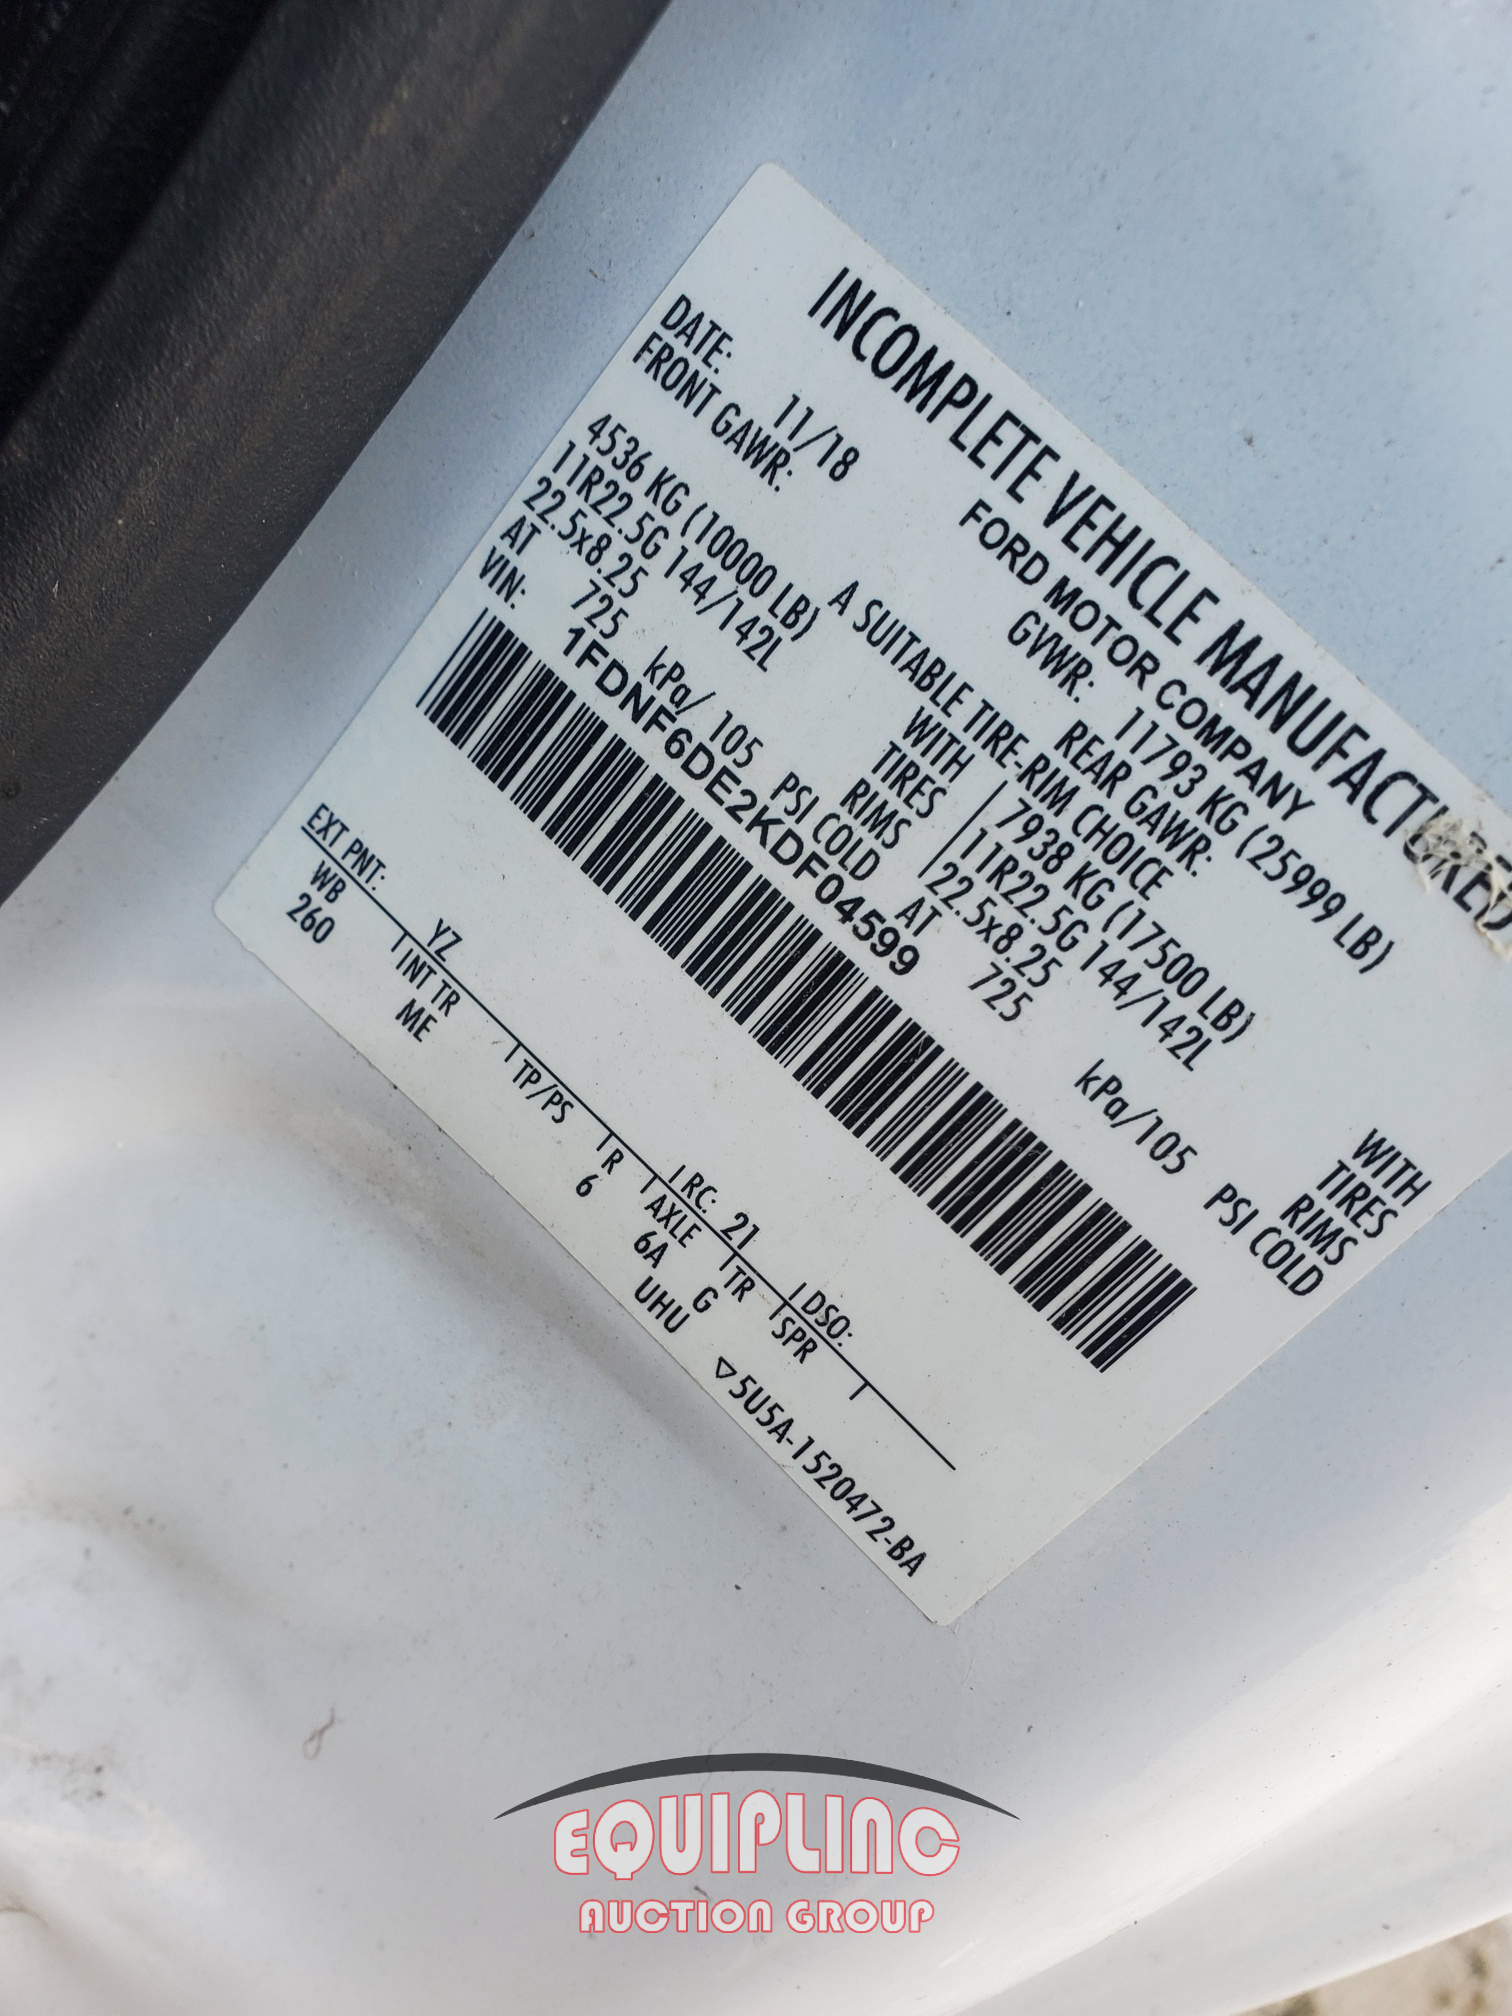 INCOMPLETE VEHICLE MANUFACTURED
FORD MOTOR COMPANY
DATE: 11/18 GVWR: 11793 KG (25999 LB)
FRONT GAWR: REAR GAWR:
A SUITABLE TIRE-RIM CHOICE
4536 KG (10000 LB) WITH 7938 KG (17500 LB) WITH
11R22.5G 144/142L TIRES 11R22.5G 144/142L TIRES
22.5x8.25 RIMS 22.5x8.25 RIMS
AT 725 kPa/ 105 PSI COLD AT 725 kPa/105 PSI COLD
VIN: 1FDNF6DE2KDF04599
EXT PNT: YZ RC: 21 DSO:
WB INT TR TP/PS R AXLE TR SPR
260 ME 6 6A G
UHU
▽5U5A-1520472-BA
EQUIPLINC
AUCTION GROUP